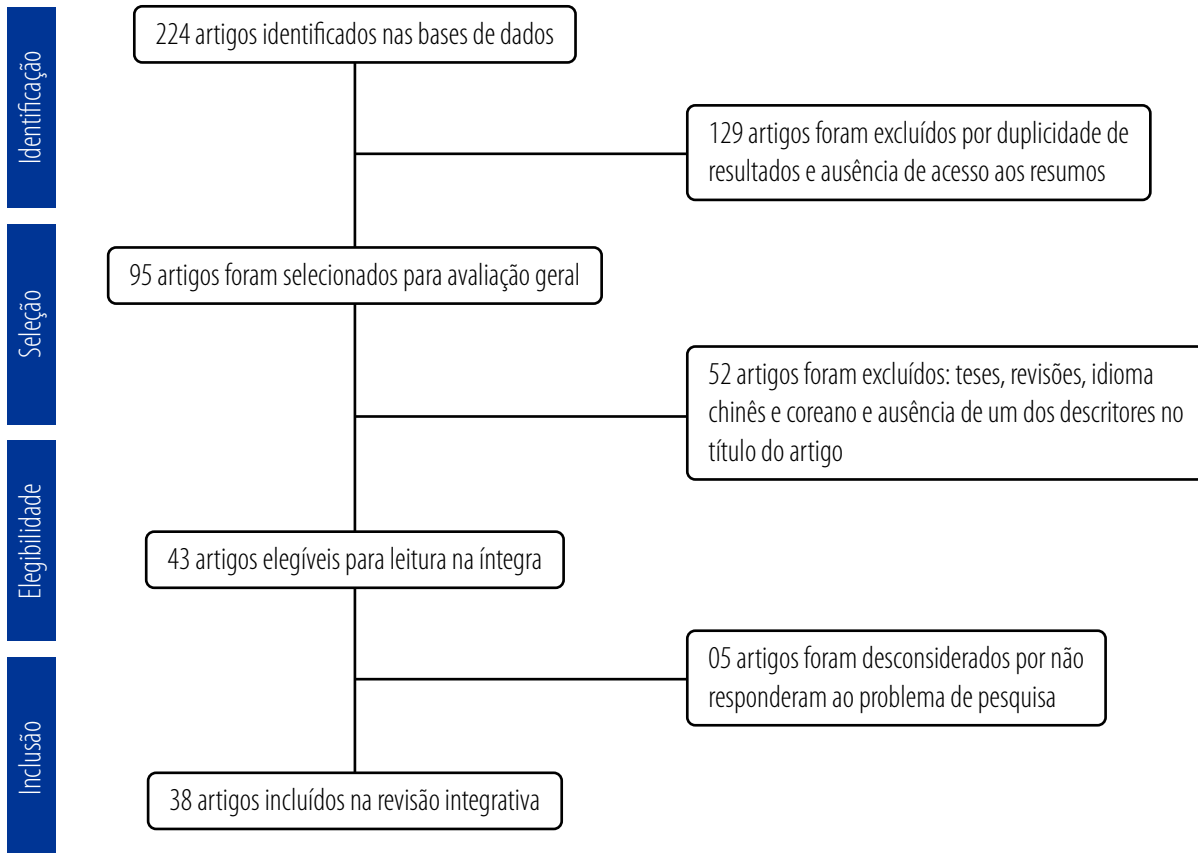 Identificação
224 artigos identificados nas bases de dados
129 artigos foram excluídos por duplicidade de
resultados e ausência de acesso aos resumos
Seleção
95 artigos foram selecionados para avaliação geral
52 artigos foram excluídos: teses, revisões, idioma
chinês e coreano e ausência de um dos descritores no
título do artigo
Elegibilidade
43 artigos elegíveis para leitura na íntegra
05 artigos foram desconsiderados por não
responderam ao problema de pesquisa
Inclusão
38 artigos incluídos na revisão integrativa